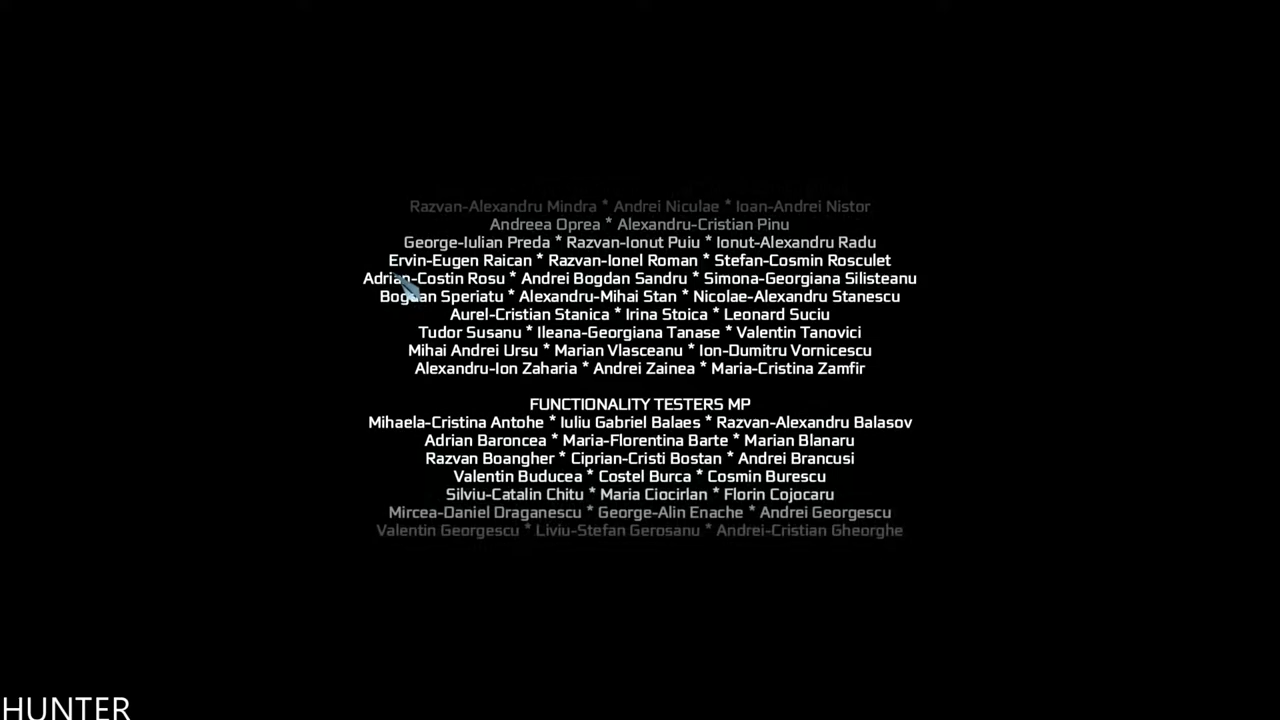 Razvan-Alexandru Mindra * Andrei Niculae * Ioan-Andrei Nistor
Andreea Oprea * Alexandru-Cristian Pinu
George-Iulian Preda * Razvan-Ionut Puiu * Ionut-Alexandru Radu
Ervin-Eugen Raican * Razvan-Ionel Roman * Stefan-Cosmin Rosculet
Adrian-Costin Rosu * Andrei Bogdan Sandru * Simona-Georgiana Silisteanu
Bogdan Speriatu * Alexandru-Mihai Stan * Nicolae-Alexandru Stanescu
Aurel-Cristian Stanica * Irina Stoica * Leonard Suciu
Tudor Susanu * Ileana-Georgiana Tanase * Valentin Tanovici
Mihai Andrei Ursu * Marian Vlasceanu * Ion-Dumitru Vornicescu
Alexandru-Ion Zaharia * Andrei Zainea * Maria-Cristina Zamfir
FUNCTIONALITY TESTERS MP
Mihaela-Cristina Antohe * Iuliu Gabriel Balaes * Razvan-Alexandru Balasov
Adrian Baroncea * Maria-Florentina Barte * Marian Blanaru
Razvan Boangher * Ciprian-Cristi Bostan * Andrei Brancusi
Valentin Buducea * Costel Burca * Cosmin Burescu
Silviu-Catalin Chitu * Maria Ciocirlan * Florin Cojocaru
Mircea-Daniel Draganescu * George-Alin Enache * Andrei Georgescu
Valentin Georgescu * Liviu-Stefan Gerosanu * Andrei-Cristian Gheorghe
HUNTER